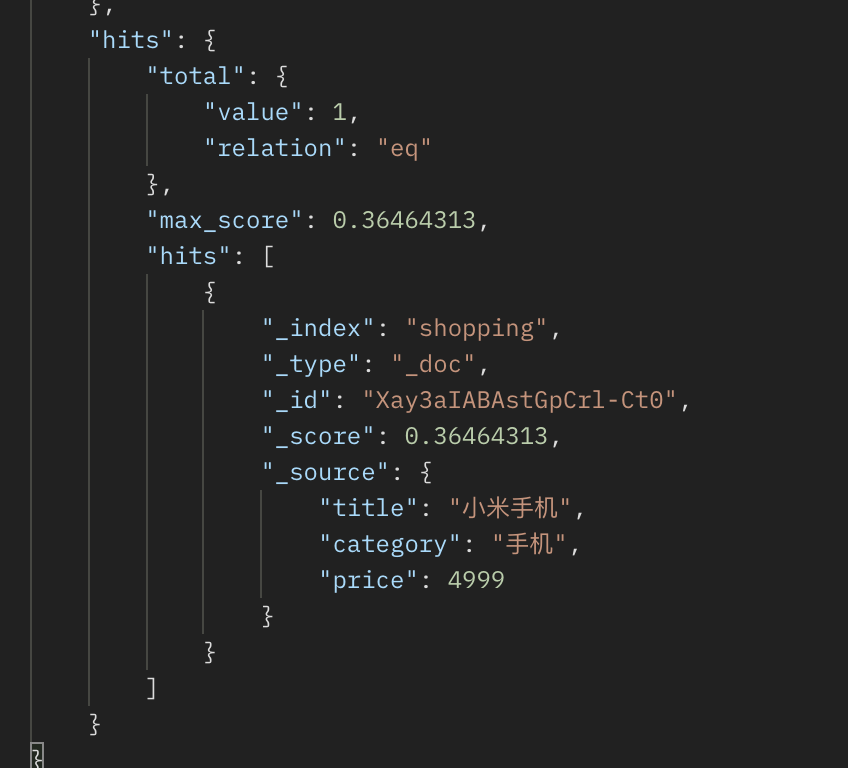 },
"hits": {
"total": {
"value": 1,
"relation": "eq"
},
"max_score": 0.36464313,
"hits": [
{
"_index": "shopping",
"_type": "_doc",
"_id": "Xay3aIABAstGpCrl-Ct0",
"_score": 0.36464313,
"_source": {
"title": "小米手机",
"category": "手机",
"price": 4999
}
}
]
}
}